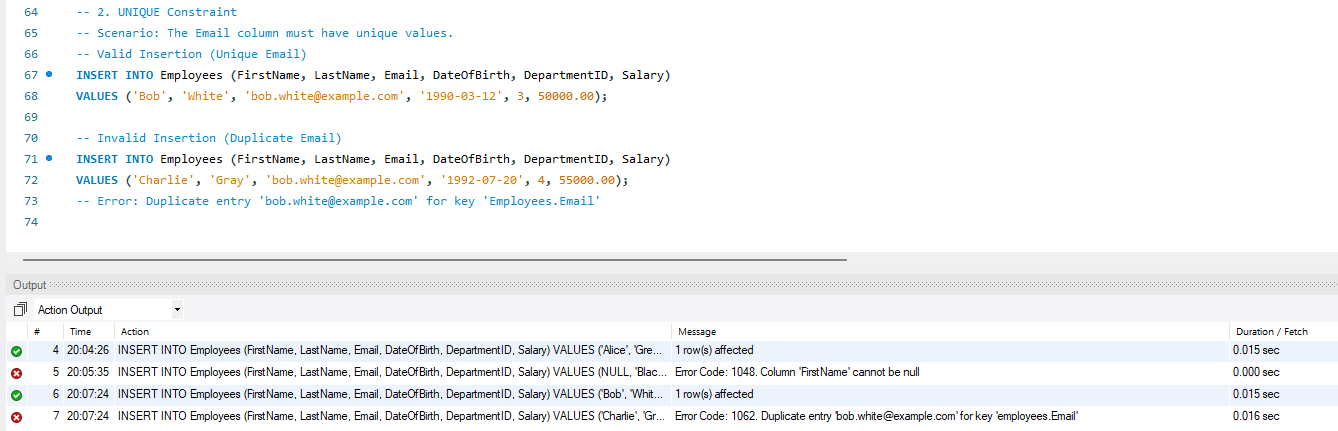 64 -- 2. UNIQUE Constraint
65 -- Scenario: The Email column must have unique values.
66 -- Valid Insertion (Unique Email)
67 INSERT INTO Employees (FirstName, LastName, Email, DateOfBirth, DepartmentID, Salary)
68 VALUES ('Bob', 'White', 'bob.white@example.com', '1990-03-12', 3, 50000.00);
69
70 -- Invalid Insertion (Duplicate Email)
71 INSERT INTO Employees (FirstName, LastName, Email, DateOfBirth, DepartmentID, Salary)
72 VALUES ('Charlie', 'Gray', 'bob.white@example.com', '1992-07-20', 4, 55000.00);
73 -- Error: Duplicate entry 'bob.white@example.com' for key 'Employees.Email'
74
Output
Action Output
# Time Action Message Duration / Fetch
4 20:04:26 INSERT INTO Employees (FirstName, LastName, Email, DateOfBirth, DepartmentID, Salary) VALUES ('Alice', 'Gre... 1 row(s) affected 0.015 sec
5 20:05:35 INSERT INTO Employees (FirstName, LastName, Email, DateOfBirth, DepartmentID, Salary) VALUES (NULL, 'Blac... Error Code: 1048. Column 'FirstName' cannot be null 0.000 sec
6 20:07:24 INSERT INTO Employees (FirstName, LastName, Email, DateOfBirth, DepartmentID, Salary) VALUES ('Bob', 'Whit... 1 row(s) affected 0.015 sec
7 20:07:24 INSERT INTO Employees (FirstName, LastName, Email, DateOfBirth, DepartmentID, Salary) VALUES ('Charlie', 'Gr... Error Code: 1062. Duplicate entry 'bob.white@example.com' for key 'employees.Email' 0.016 sec